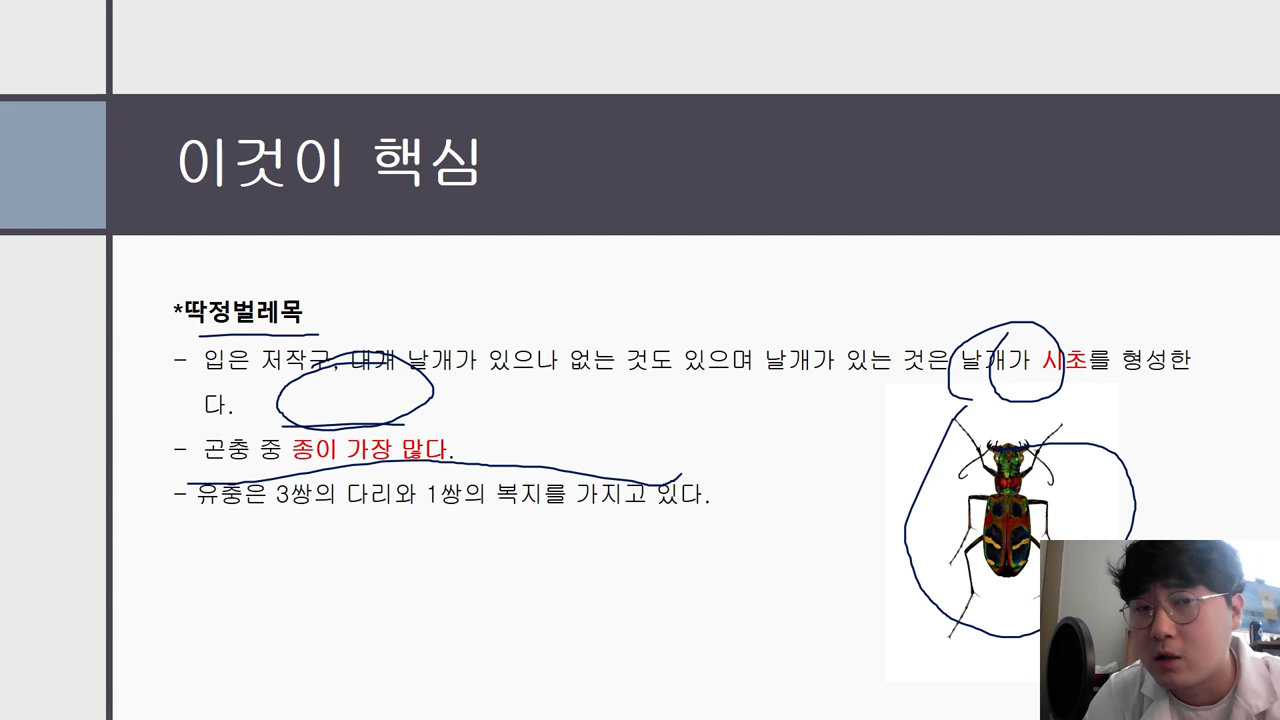 이것이 핵심
*딱정벌레목
- 입은 저작구, 대개 날개가 있으나 없는 것도 있으며 날개가 있는 것은 날개가 시초를 형성한
다.
- 곤충 중 종이 가장 많다.
- 유충은 3쌍의 다리와 1쌍의 복지를 가지고 있다.